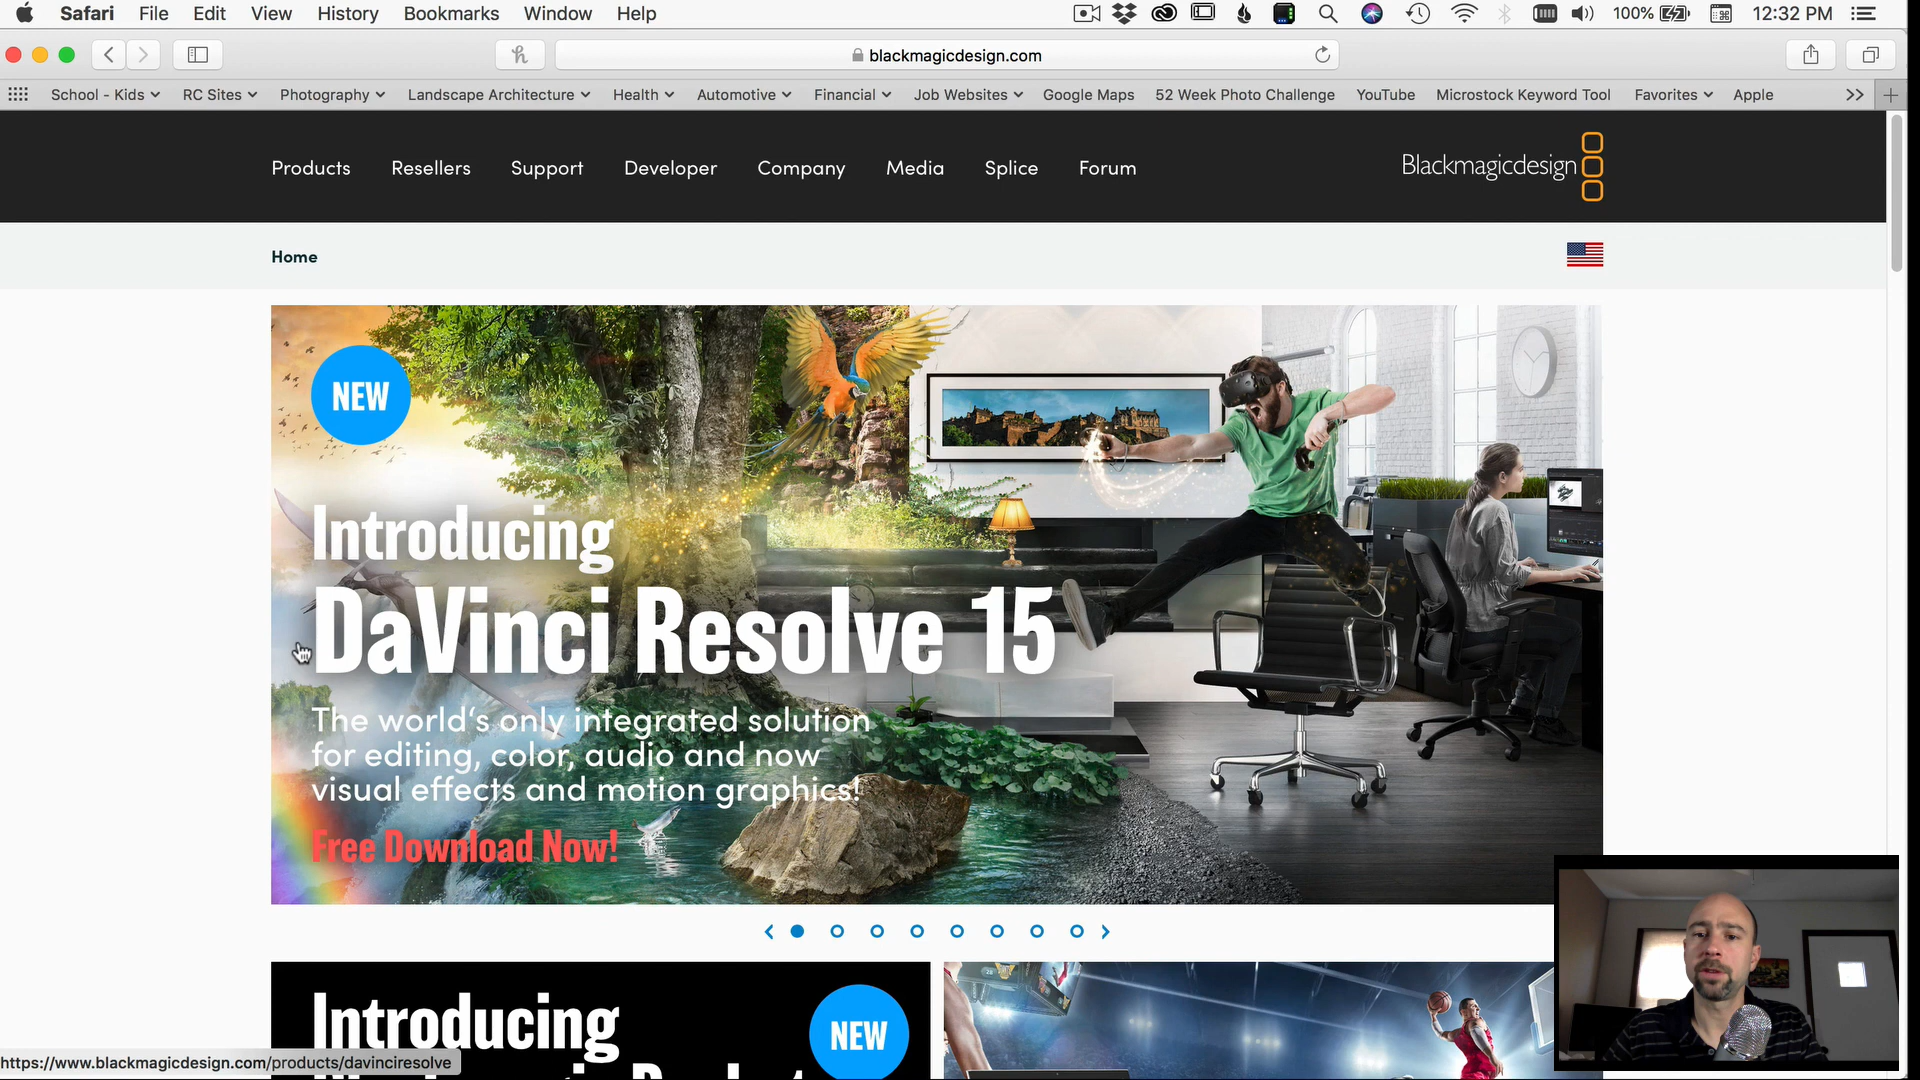 Safari File Edit View History Bookmarks Window Help 100% 12:32 PM
blackmagicdesign.com
School - Kids RC Sites Photography Landscape Architecture Health Automotive Financial Job Websites Google Maps 52 Week Photo Challenge YouTube Microstock Keyword Tool Favorites Apple
Products Resellers Support Developer Company Media Splice Forum Blackmagicdesign
Home
NEW
Introducing
DaVinci Resolve 15
The world's only integrated solution
for editing, color, audio and now
visual effects and motion graphics!
Free Download Now!
Introducing
NEW
https://www.blackmagicdesign.com/products/davinciresolve